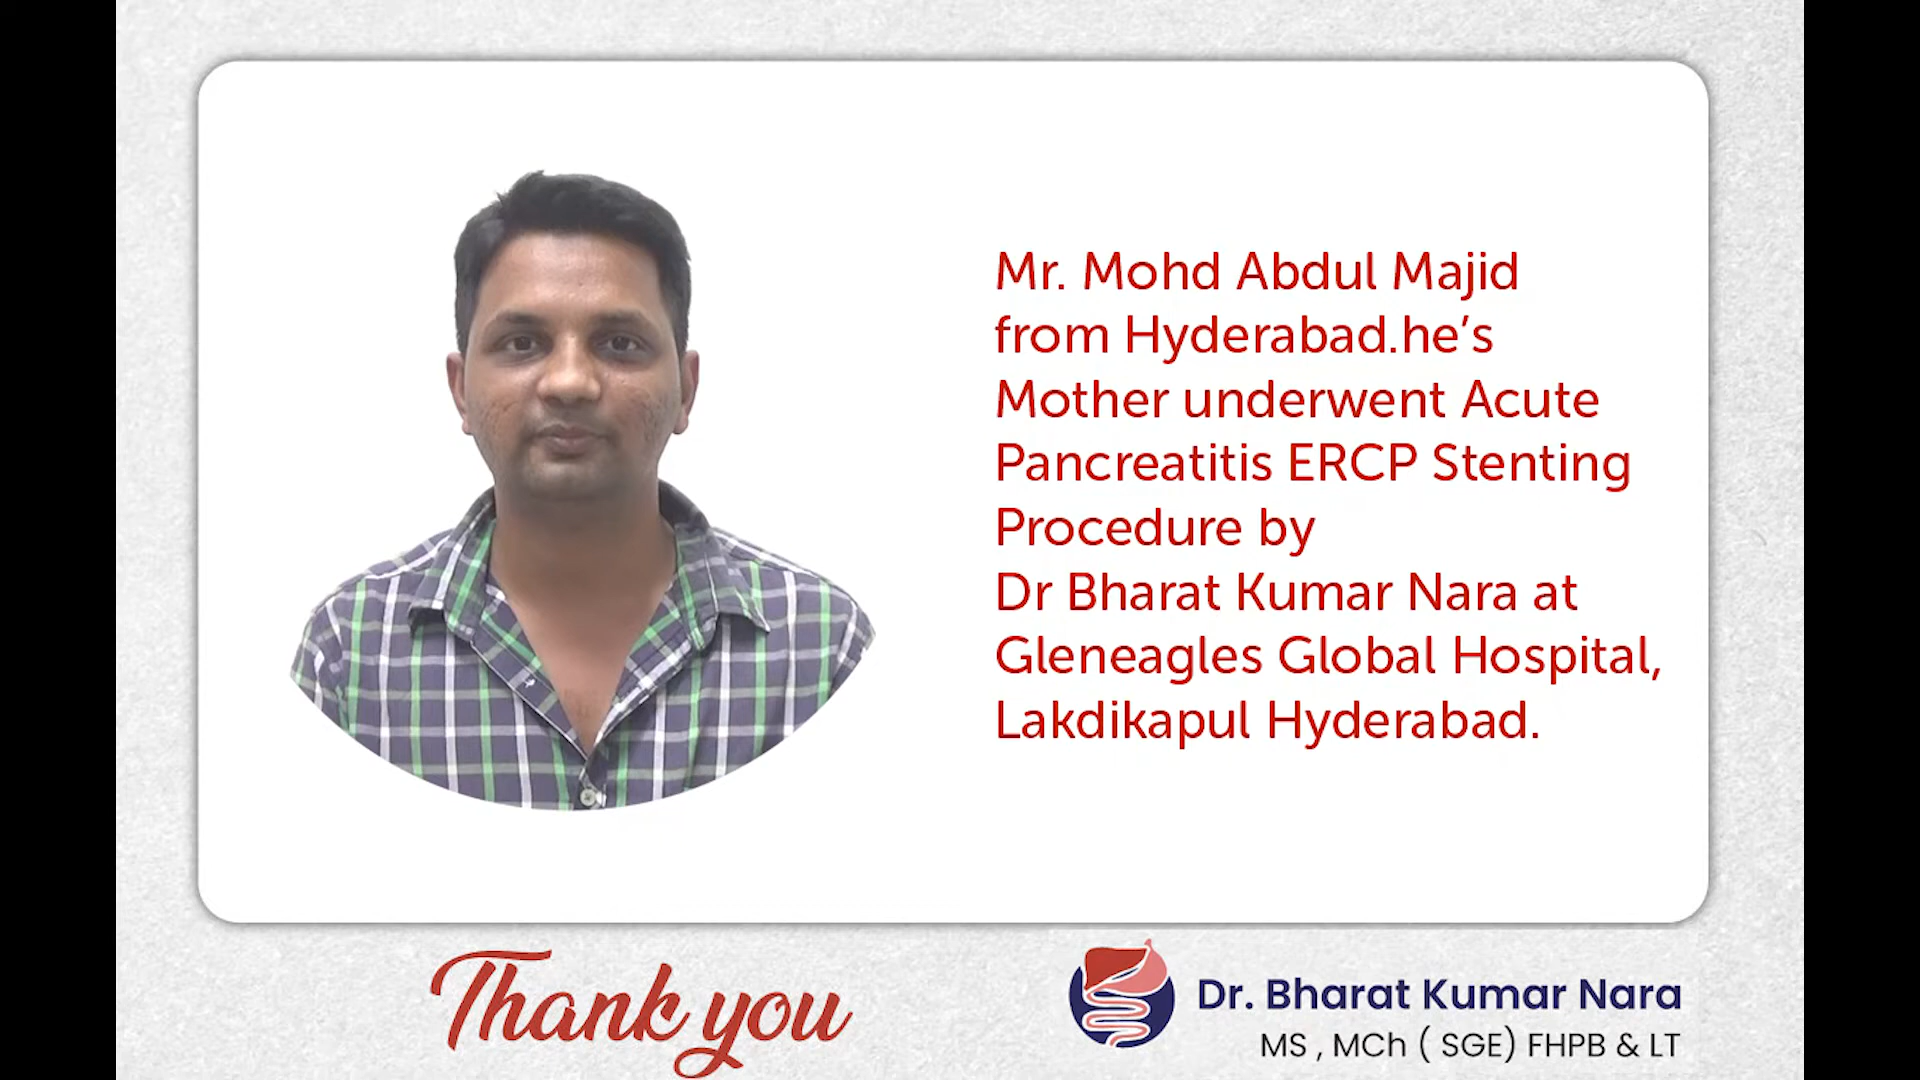 Mr. Mohd Abdul Majid
from Hyderabad.he’s
Mother underwent Acute
Pancreatitis ERCP Stenting
Procedure by
Dr Bharat Kumar Nara at
Gleneagles Global Hospital,
Lakdikapul Hyderabad.
Thank you
Dr. Bharat Kumar Nara
MS , MCh ( SGE) FHPB & LT